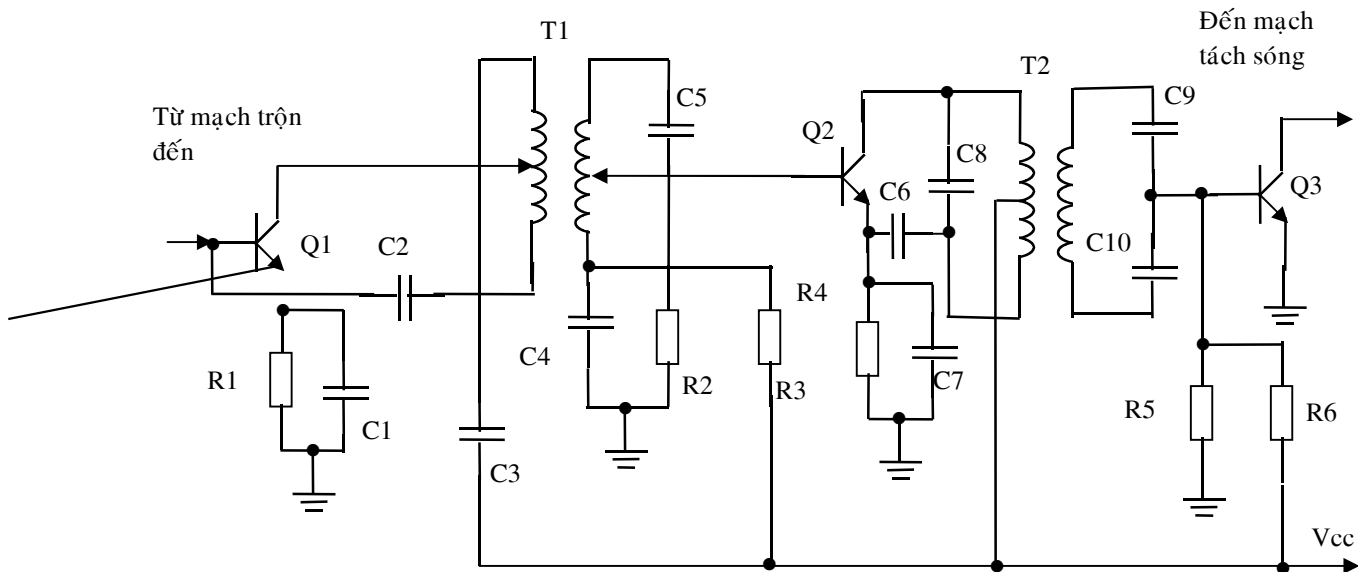 Đến mạch
tách sóng
T1
T2
C5
C9
Từ mạch trộn
đến
Q2
C8
C6
Q3
Q1
C2
C10
R4
C4
R1
R2
R3
C7
C1
R5
R6
C3
Vcc